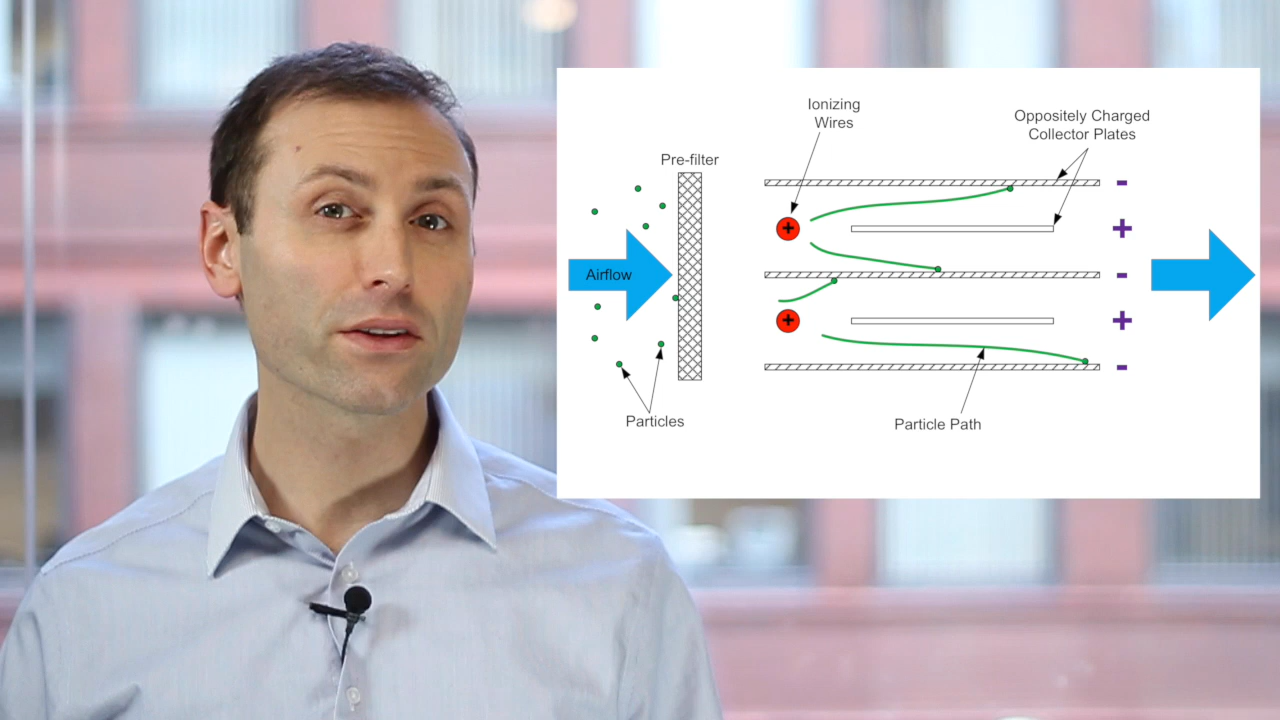 Ionizing
Wires
Oppositely Charged
Collector Plates
Pre-filter
-
+
+
-
Airflow
+
+
-
Particles
Particle Path